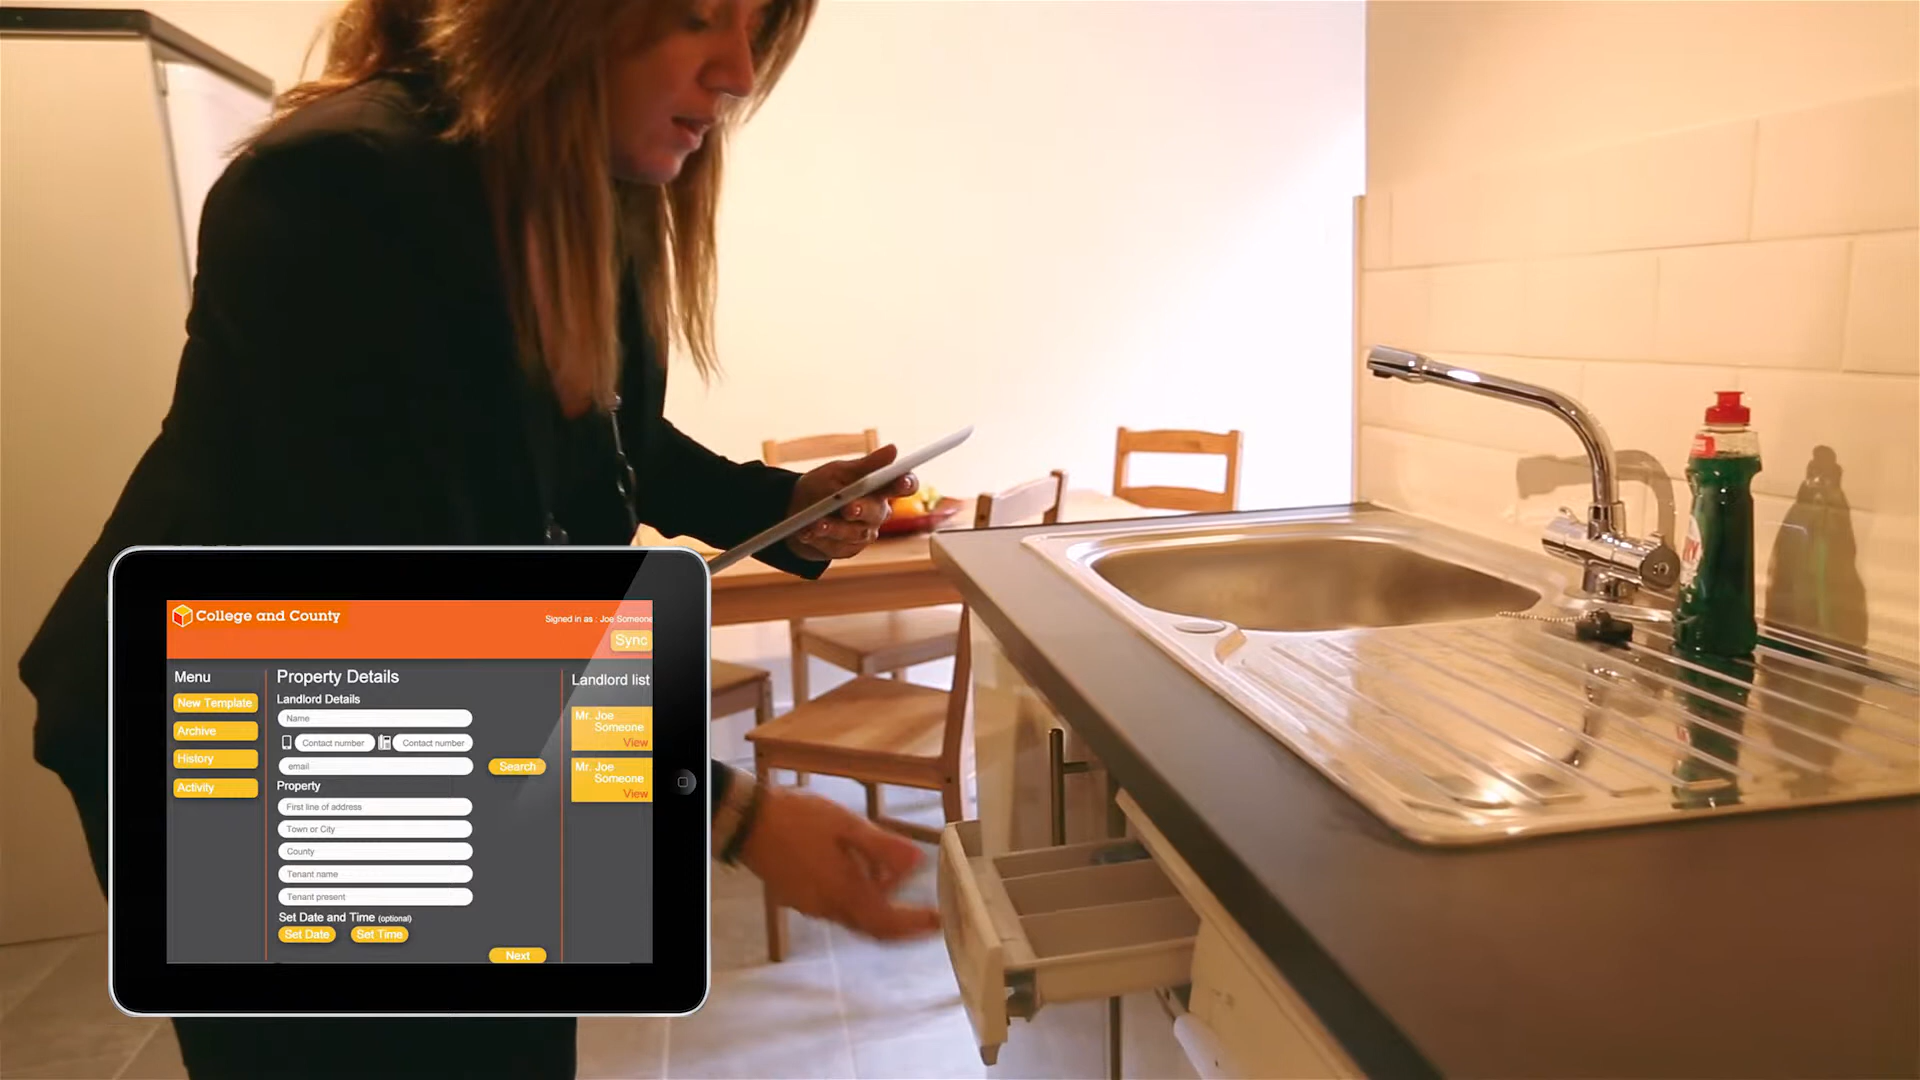 College and County
Signed in as : Joe Someone
Sync
Menu
New Template
Archive
History
Activity
Property Details
Landlord Details
Name
Contact number
Contact number
email
Search
Property
First line of address
Town or City
County
Tenant name
Tenant present
Set Date and Time (optional)
Set Date
Set Time
Next
Landlord list
Mr. Joe
Someone
View
Mr. Joe
Someone
View